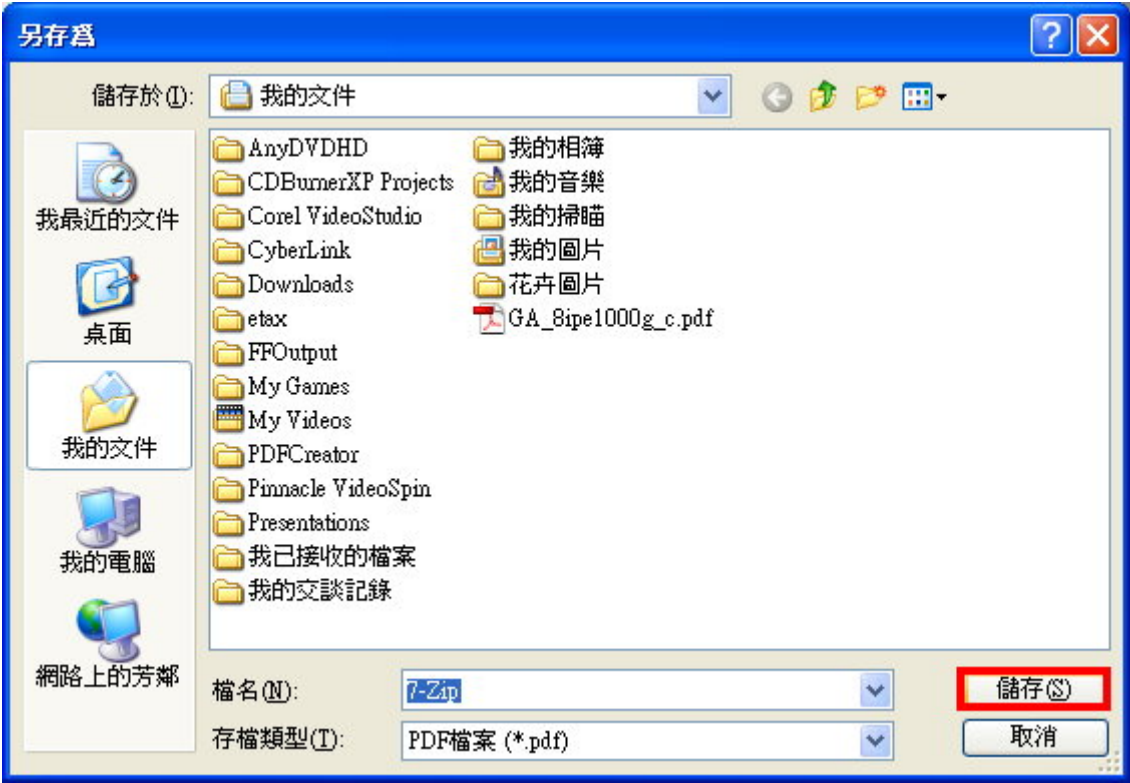 另存爲
儲存於(I):
我的文件
我最近的文件
桌面
我的文件
我的電腦
網路上的芳鄰
AnyDVDHD
CDBurnerXP Projects
Corel VideoStudio
CyberLink
Downloads
etax
FFOutput
My Games
My Videos
PDFCreator
Pinnacle VideoSpin
Presentations
我已接收的檔案
我的交談記錄
我的相簿
我的音樂
我的掃瞄
我的圖片
花卉圖片
GA_8ipe1000g_c.pdf
檔名(N):
7-Zip
儲存(S)
存檔類型(T):
PDF檔案 (*.pdf)
取消